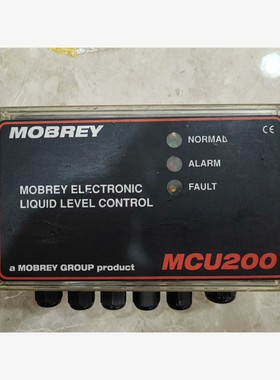 MOBREY
NORMAL
ALARM
FAULT
MOBREY ELECTRONIC
LIQUID LEVEL CONTROL
a MOBREY GROUP product
MCU200
CE